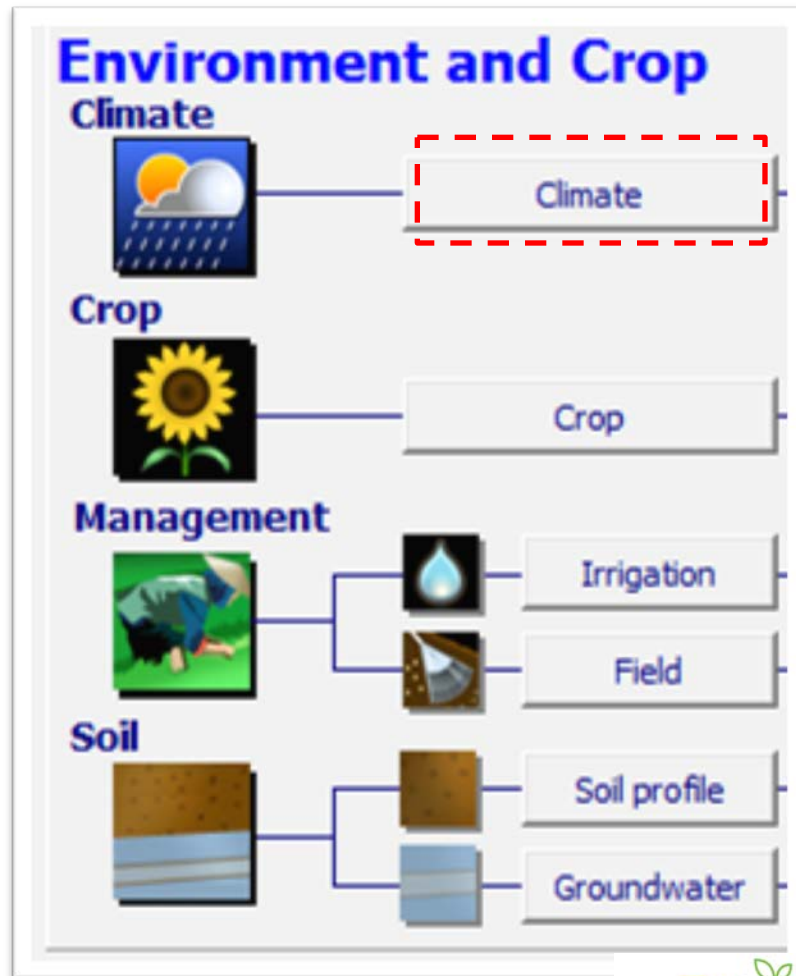 Environment and Crop
Climate
Climate
Crop
Crop
Management
Irrigation
Field
Soil
Soil profile
Groundwater